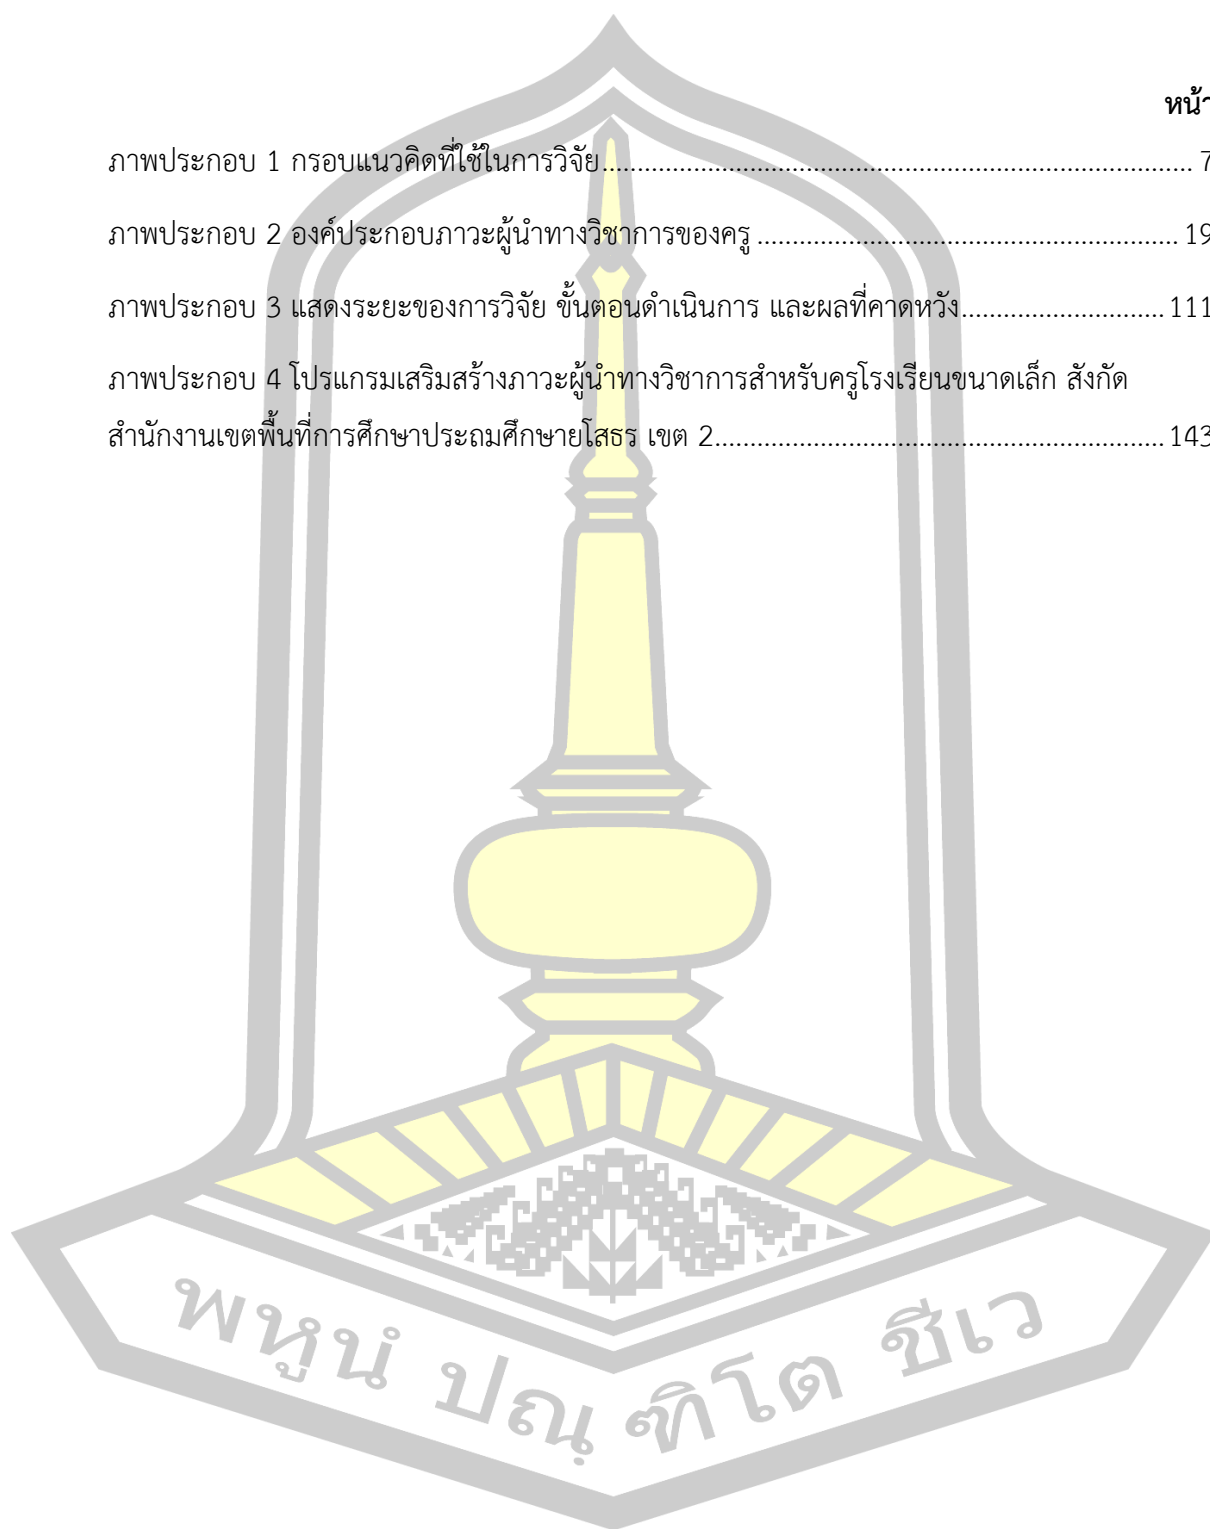 หน้า
ภาพประกอบ 1 กรอบแนวคิดที่ใช้ในการวิจัย........................................................................... 7
ภาพประกอบ 2 องค์ประกอบภาวะผู้นำทางวิชาการของครู ...................................................... 19
ภาพประกอบ 3 แสดงระยะของการวิจัย ขั้นตอนดำเนินการ และผลที่คาดหวัง.......................... 111
ภาพประกอบ 4 โปรแกรมเสริมสร้างภาวะผู้นำทางวิชาการสำหรับครูโรงเรียนขนาดเล็ก สังกัด
สำนักงานเขตพื้นที่การศึกษาประถมศึกษายโสธร เขต 2......................................................... 143
พหูนํ ปณฺฑิโต ชีเว